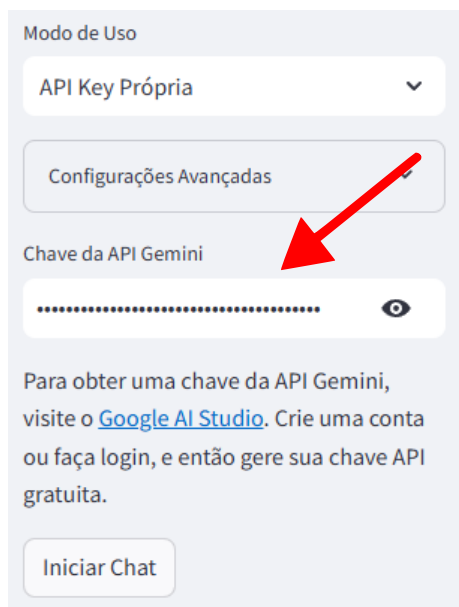 Modo de Uso
API Key Própria
Configurações Avançadas
Chave da API Gemini
•••••••••••••••••••••••••••••••••••••••
Para obter uma chave da API Gemini,
visite o Google AI Studio. Crie uma conta
ou faça login, e então gere sua chave API
gratuita.
Iniciar Chat